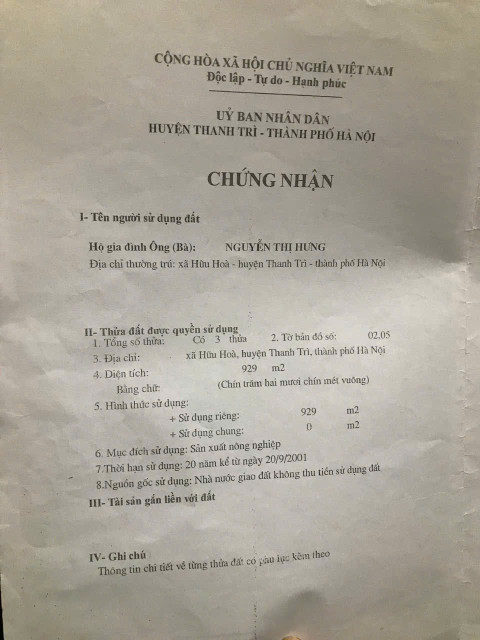 CỘNG HÒA XÃ HỘI CHỦ NGHĨA VIỆT NAM
Độc lập - Tự do - Hạnh phúc
UỶ BAN NHÂN DÂN
HUYỆN THANH TRÌ - THÀNH PHỐ HÀ NỘI
CHỨNG NHẬN
I- Tên người sử dụng đất
Hộ gia đình Ông (Bà): NGUYỄN THỊ HƯNG
Địa chỉ thường trú: xã Hữu Hoà - huyện Thanh Trì - thành phố Hà Nội
II- Thửa đất được quyền sử dụng
1. Tổng số thửa: Có 3 thửa 2. Tờ bản đồ số: 02,05
3. Địa chỉ: xã Hữu Hoà, huyện Thanh Trì, thành phố Hà Nội
4. Diện tích: 929 m2
Bằng chữ: (Chín trăm hai mươi chín mét vuông)
5. Hình thức sử dụng:
+ Sử dụng riêng: 929 m2
+ Sử dụng chung: 0 m2
6. Mục đích sử dụng: Sản xuất nông nghiệp
7.Thời hạn sử dụng: 20 năm kể từ ngày 20/9/2001
8.Nguồn gốc sử dụng: Nhà nước giao đất không thu tiền sử dụng đất
III- Tài sản gắn liền với đất
IV- Ghi chú
Thông tin chi tiết về từng thửa đất có phụ lục kèm theo